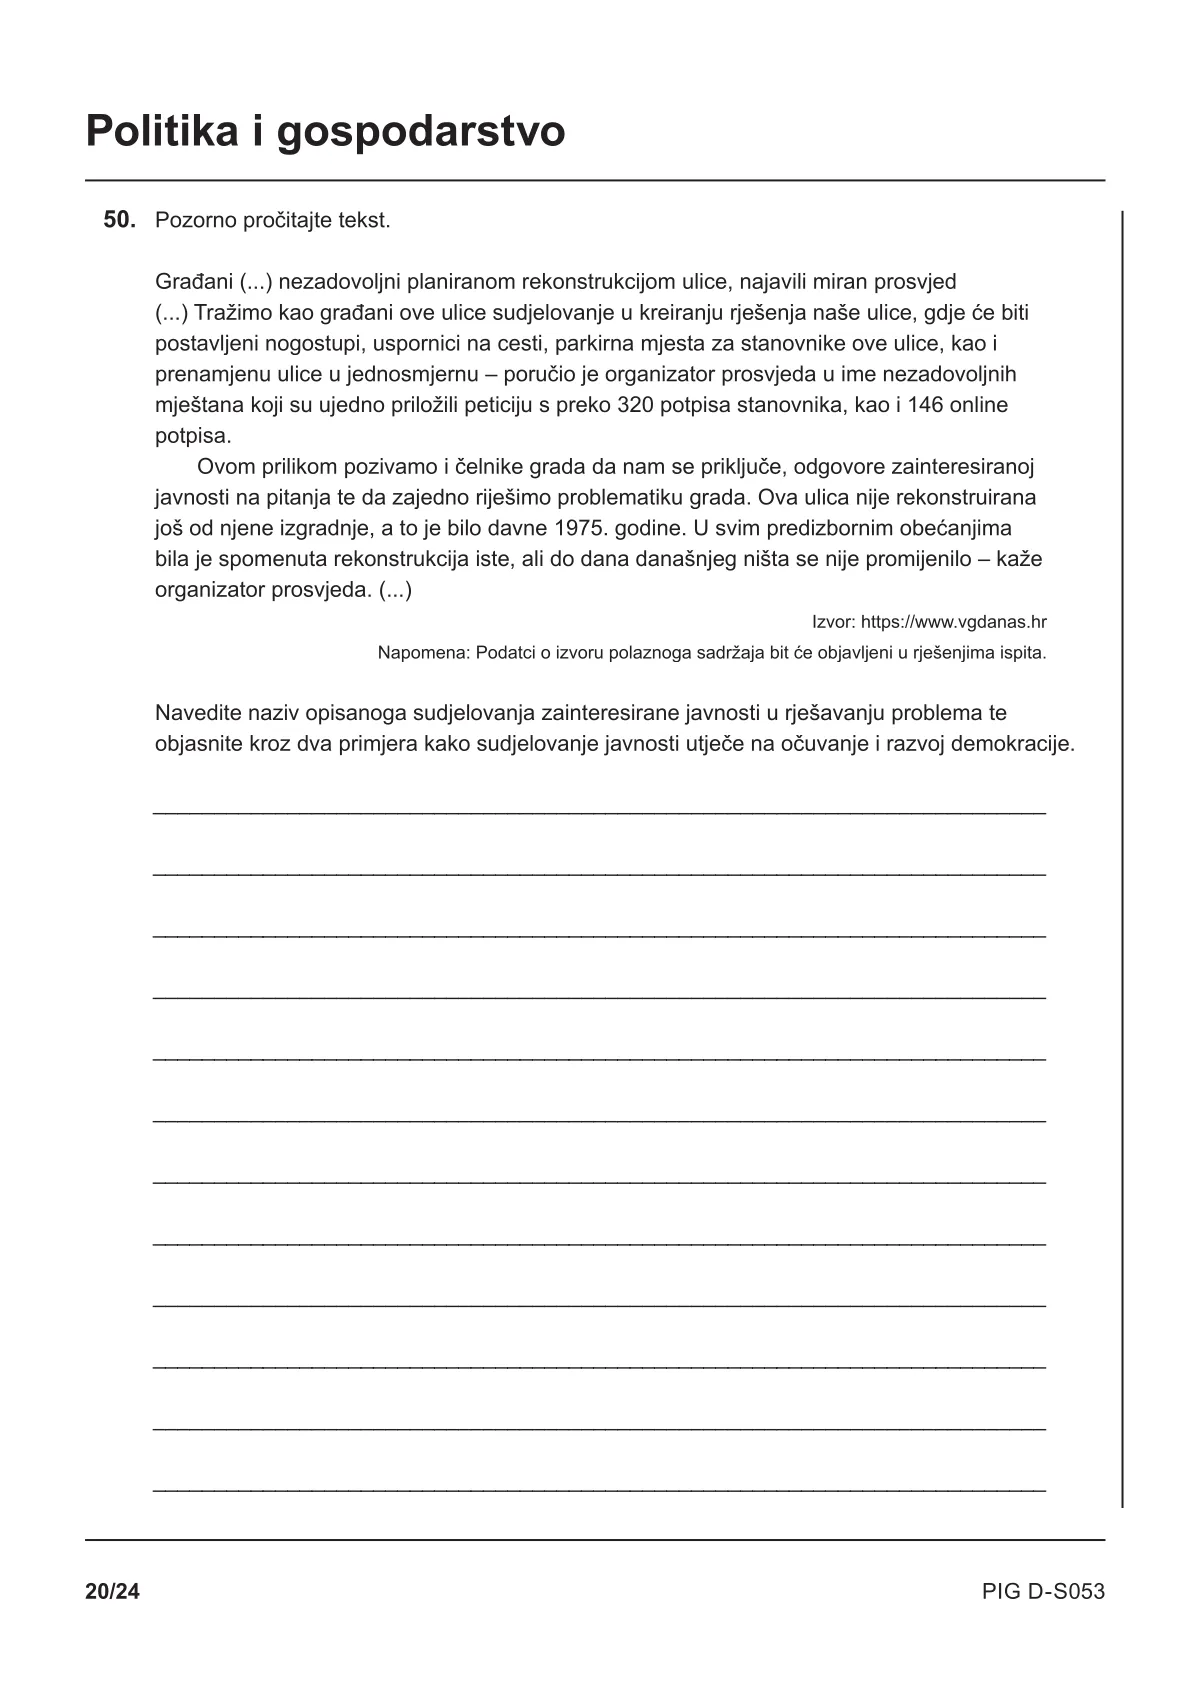 Politika i gospodarstvo
50. Pozorno pročitajte tekst.
Građani (...) nezadovoljni planiranom rekonstrukcijom ulice, najavili miran prosvjed
(...) Tražimo kao građani ove ulice sudjelovanje u kreiranju rješenja naše ulice, gdje će biti
postavljeni nogostupi, uspornici na cesti, parkirna mjesta za stanovnike ove ulice, kao i
prenamjenu ulice u jednosmjernu – poručio je organizator prosvjeda u ime nezadovoljnih
mještana koji su ujedno priložili peticiju s preko 320 potpisa stanovnika, kao i 146 online
potpisa.
Ovom prilikom pozivamo i čelnike grada da nam se priključe, odgovore zainteresiranoj
javnosti na pitanja te da zajedno riješimo problematiku grada. Ova ulica nije rekonstruirana
još od njene izgradnje, a to je bilo davne 1975. godine. U svim predizbornim obećanjima
bila je spomenuta rekonstrukcija iste, ali do dana današnjeg ništa se nije promijenilo – kaže
organizator prosvjeda. (...)
Izvor: https://www.vgdanas.hr
Napomena: Podatci o izvoru polaznoga sadržaja bit će objavljeni u rješenjima ispita.
Navedite naziv opisanoga sudjelovanja zainteresirane javnosti u rješavanju problema te
objasnite kroz dva primjera kako sudjelovanje javnosti utječe na očuvanje i razvoj demokracije.
20/24
PIG D-S053